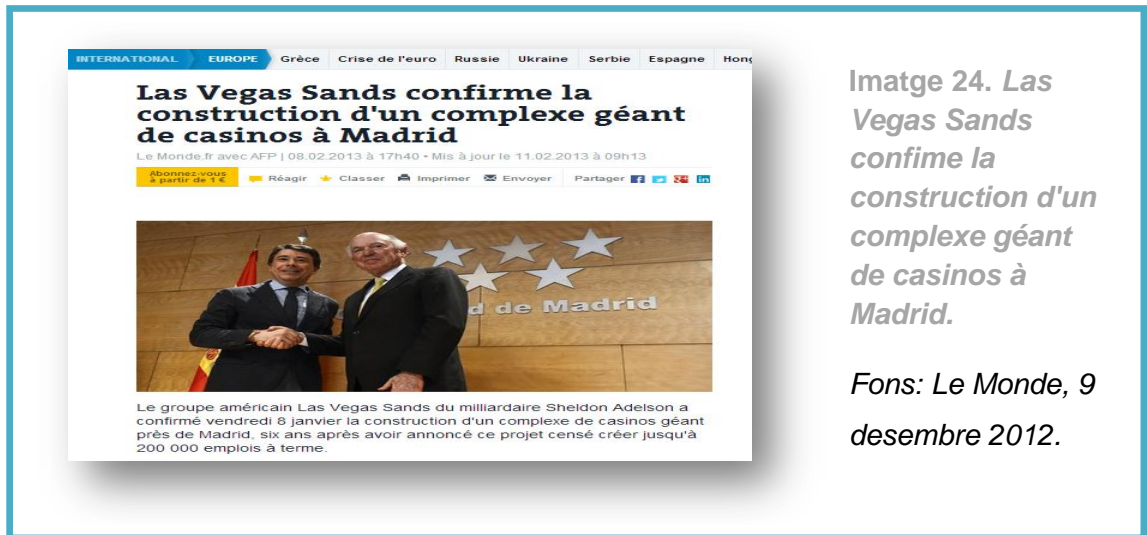 INTERNATIONAL EUROPE Grèce Crise de l'euro Russie Ukraine Serbie Espagne Hong
Las Vegas Sands confirme la
construction d'un complexe géant
de casinos à Madrid
Le Monde.fr avec AFP | 08.02.2013 à 17h40 • Mis à jour le 11.02.2013 à 09h13
Abonnez-vous
à partir de 1 € Réagir Classer Imprimer Envoyer Partager
d de Madrid
Le groupe américain Las Vegas Sands du milliardaire Sheldon Adelson a
confirmé vendredi 8 janvier la construction d'un complexe de casinos géant
près de Madrid, six ans après avoir annoncé ce projet censé créer jusqu'à
200 000 emplois à terme.
Imatge 24. Las
Vegas Sands
confime la
construction d'un
complexe géant
de casinos à
Madrid.
Fons: Le Monde, 9
desembre 2012.